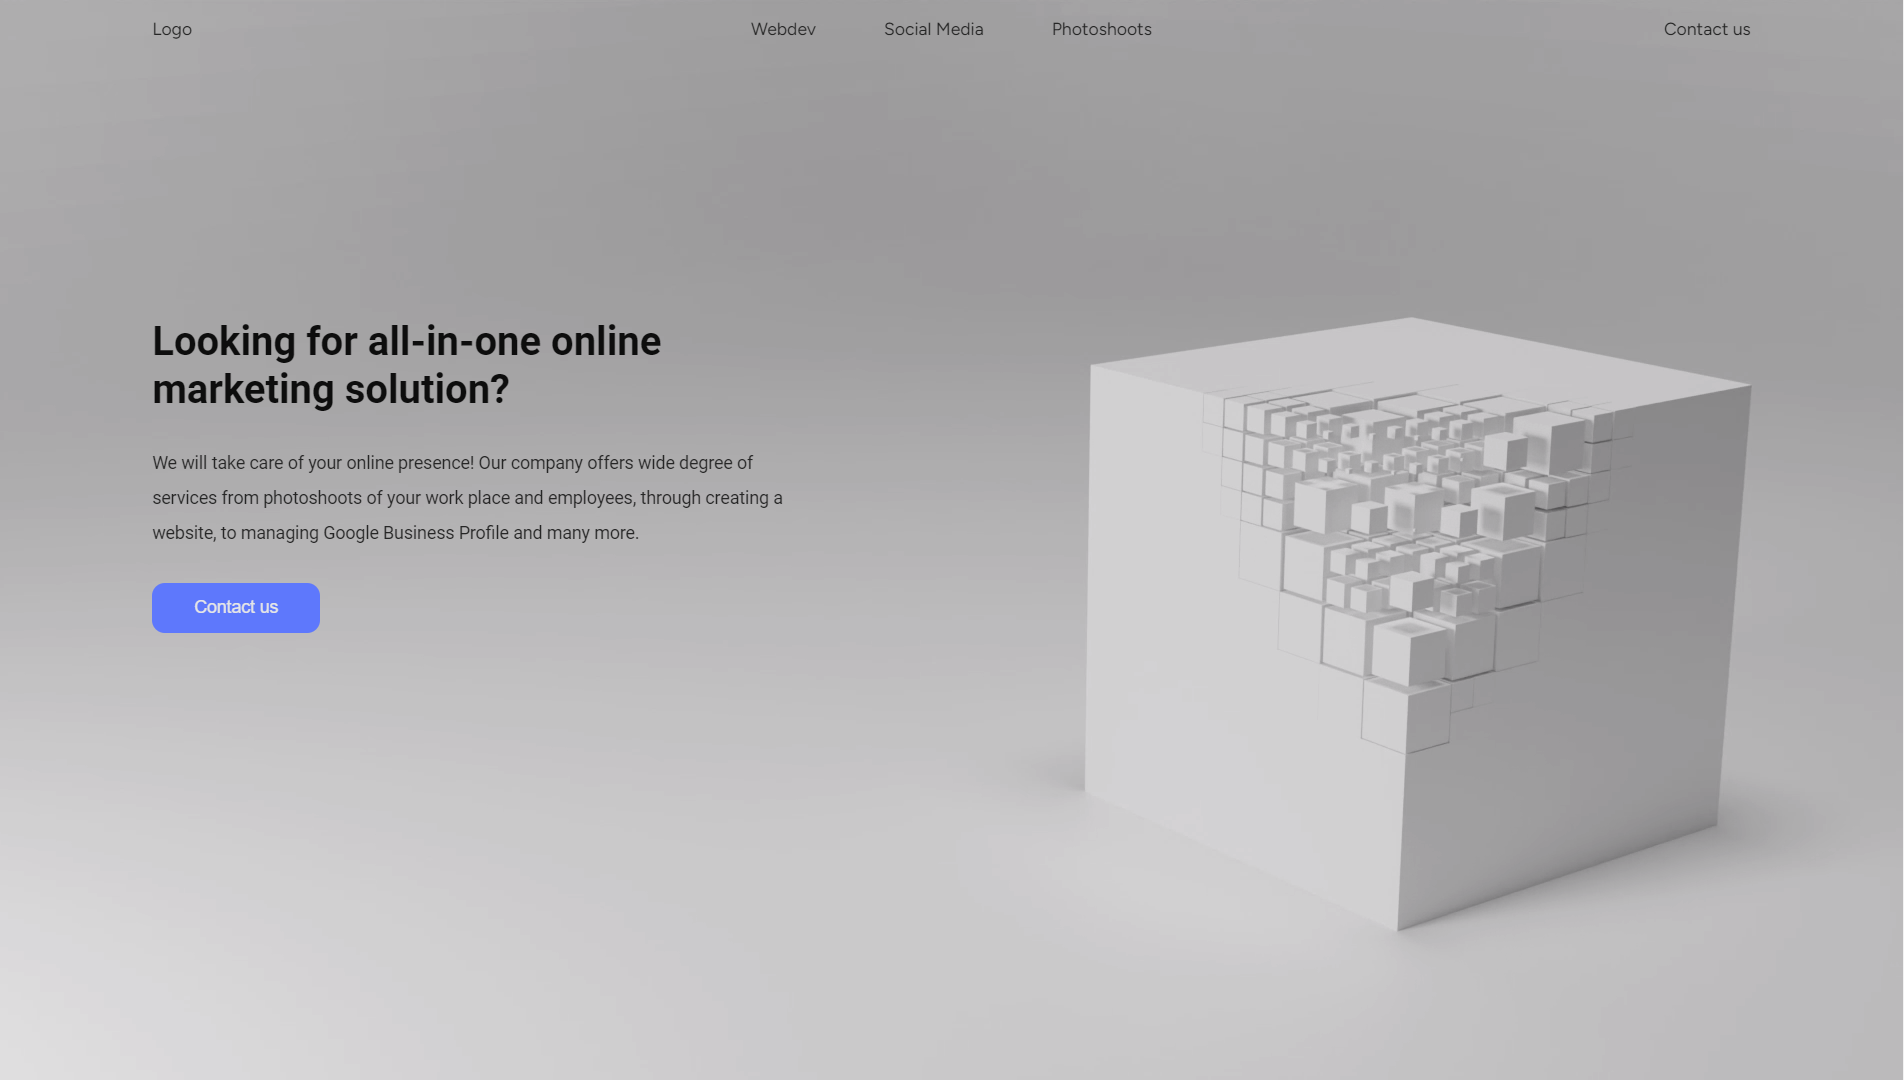 Logo
Webdev
Social Media
Photoshoots
Contact us
Looking for all-in-one online
marketing solution?
We will take care of your online presence! Our company offers wide degree of
services from photoshoots of your work place and employees, through creating a
website, to managing Google Business Profile and many more.
Contact us